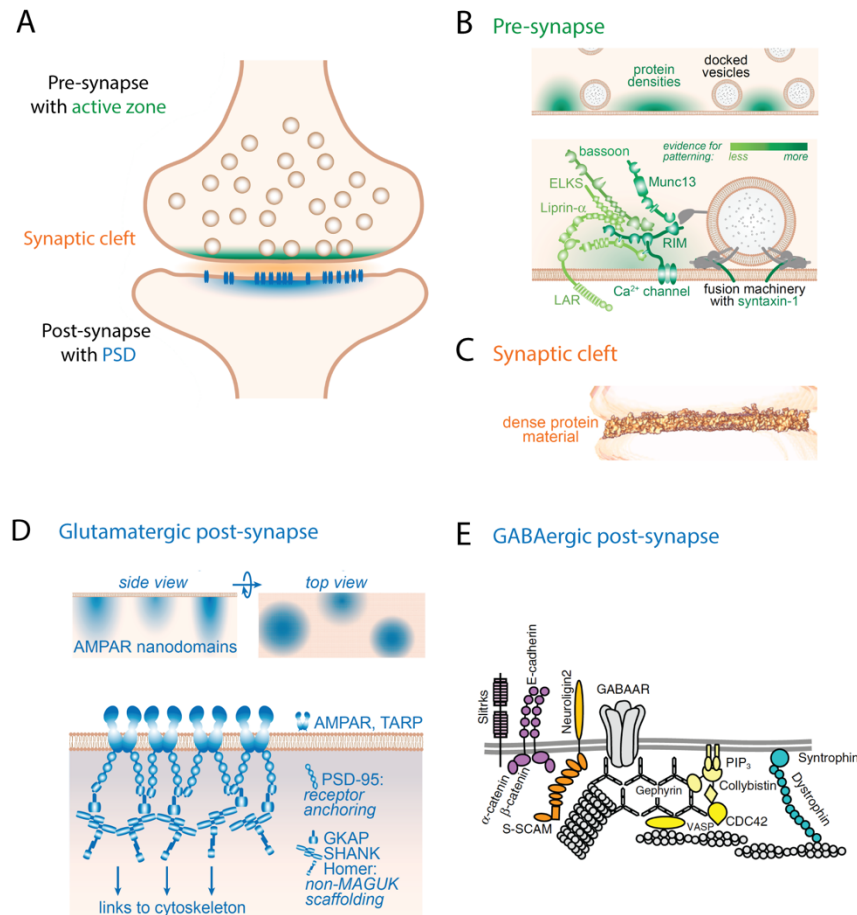 A
Pre-synapse
with active zone
Synaptic cleft
Post-synapse
with PSD
B Pre-synapse
protein
densities
docked
vesicles
evidence for
patterning:
less
more
bassoon
ELKS
Munc13
Liprin-α
RIM
LAR
Ca²⁺ channel
fusion machinery
with syntaxin-1
C Synaptic cleft
dense protein
material
D Glutamatergic post-synapse
side view
top view
AMPAR nanodomains
AMPAR, TARP
PSD-95:
receptor
anchoring
GKAP
SHANK
Homer:
non-MAGUK
scaffolding
links to cytoskeleton
E GABAergic post-synapse
Slitrks
E-cadherin
Neuroligin2
GABAAR
α-catenin
β-catenin
S-SCAM
Gephyrin
PIP₃
Collybistin
CDC42
VASP
Syntrophin
Dystrophin